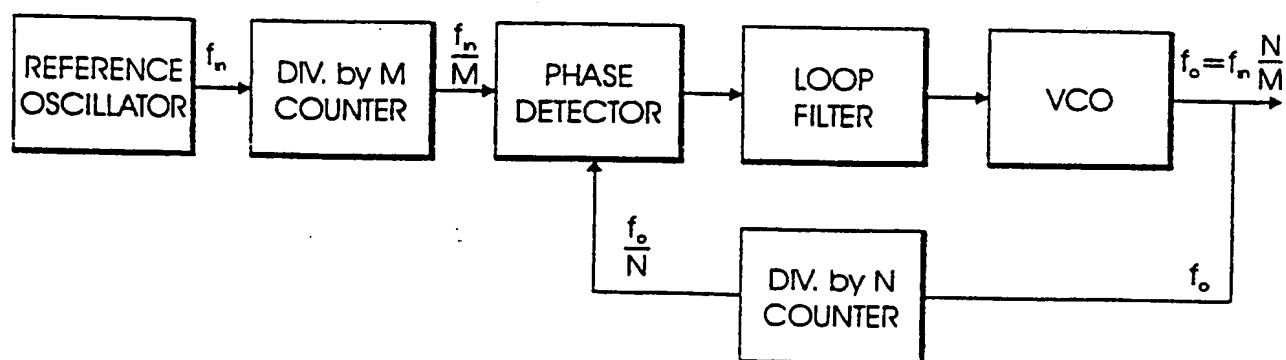 REFERENCE
OSCILLATOR
fin
DIV. by M
COUNTER
fin
M
PHASE
DETECTOR
LOOP
FILTER
VCO
fo=fin N
M
fo
N
DIV. by N
COUNTER
fo